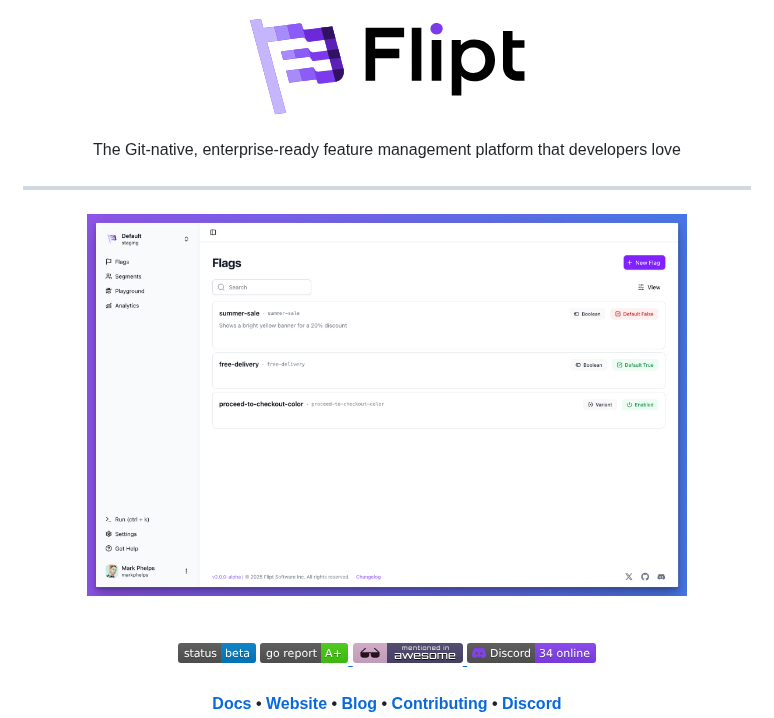 Flipt
The Git-native, enterprise-ready feature management platform that developers love
Default
staging
Flags
Segments
Playground
Analytics
Flags
New Flag
Search
View
summer-sale · summer-sale
Boolean
Default False
Shows a bright yellow banner for a 20% discount
free-delivery · free-delivery
Boolean
Default True
proceed-to-checkout-color · proceed-to-checkout-color
Variant
Enabled
Run (ctrl + k)
Settings
Get Help
Mark Phelps
markphelps
v2.0.0-alpha | © 2025 Flipt Software Inc. All rights reserved. Changelog
status beta
go report A+
mentioned in
awesome
Discord 34 online
Docs • Website • Blog • Contributing • Discord